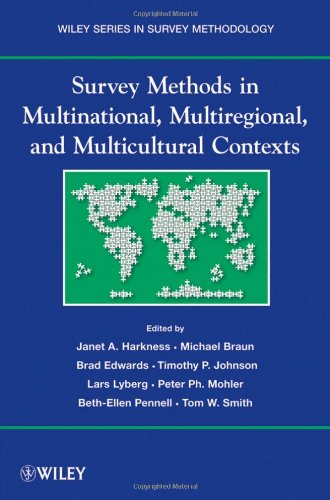 WILEY SERIES IN SURVEY METHODOLOGY
Survey Methods in
Multinational, Multiregional,
and Multicultural Contexts
Edited by
Janet A. Harkness • Michael Braun
Brad Edwards • Timothy P. Johnson
Lars Lyberg • Peter Ph. Mohler
Beth-Ellen Pennell • Tom W. Smith
WILEY